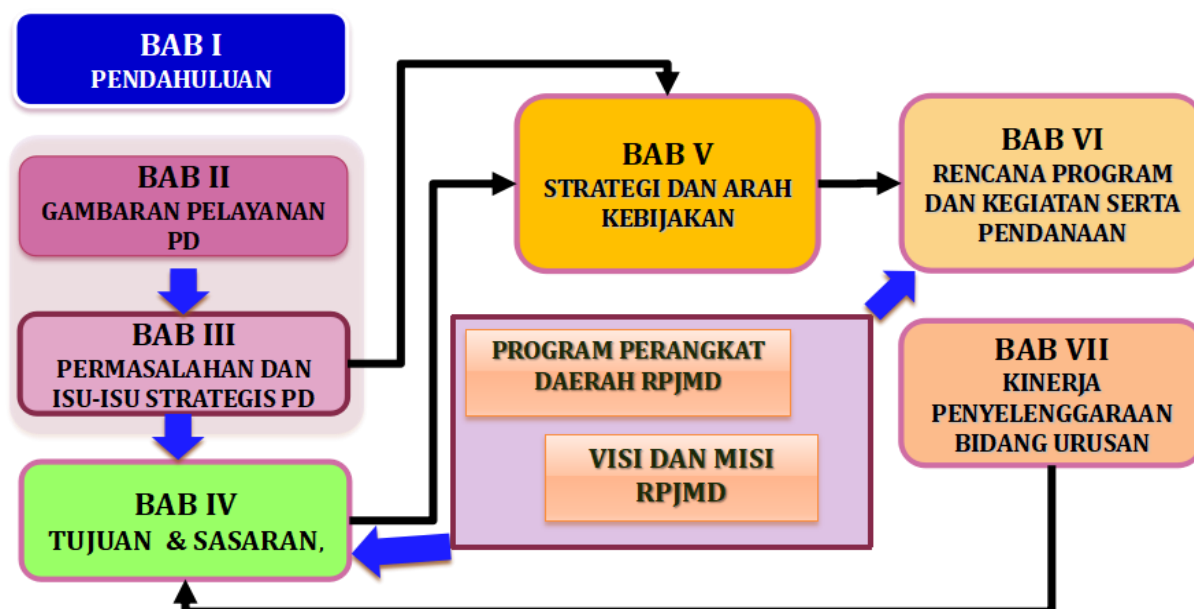 BAB I
PENDAHULUAN
BAB II
GAMBARAN PELAYANAN
PD
BAB III
PERMASALAHAN DAN
ISU-ISU STRATEGIS PD
BAB IV
TUJUAN & SASARAN,
BAB V
STRATEGI DAN ARAH
KEBIJAKAN
PROGRAM PERANGKAT
DAERAH RPJMD
VISI DAN MISI
RPJMD
BAB VI
RENCANA PROGRAM
DAN KEGIATAN SERTA
PENDANAAN
BAB VII
KINERJA
PENYELENGGARAAN
BIDANG URUSAN